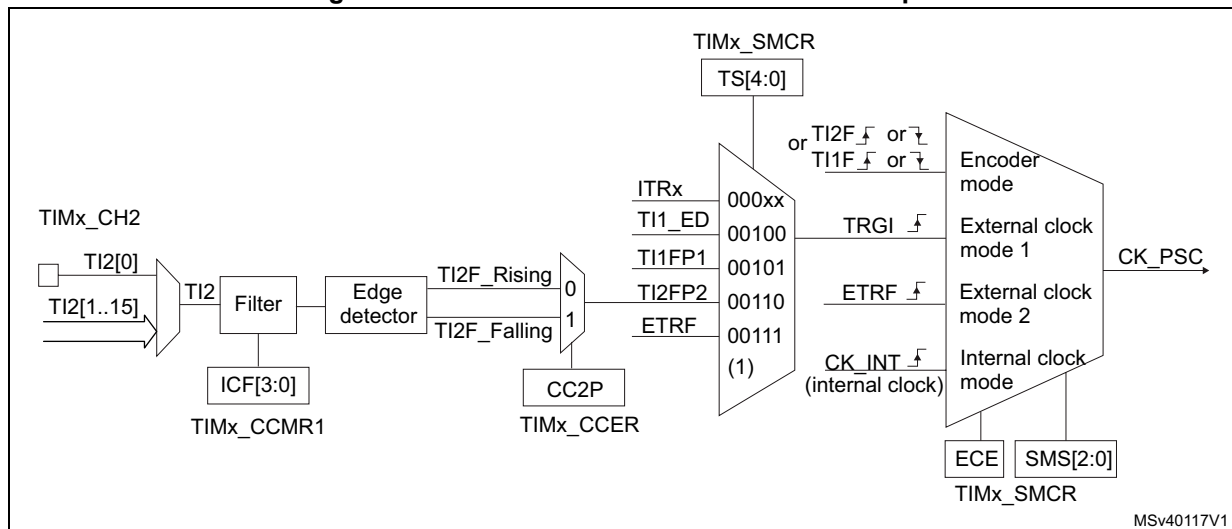 TIMx_SMCR
TS[4:0]
or TI2F or
TI1F or
Encoder
mode
ITRx
000xx
TIMx_CH2
TI1_ED
00100
TRGI
External clock
mode 1
CK_PSC
TI2[0]
TI1FP1
00101
TI2F_Rising
0
TI2
Filter
Edge
detector
TI2FP2
00110
ETRF
External clock
mode 2
TI2[1..15]
TI2F_Falling
1
ETRF
00111
(1)
CK_INT
(internal clock)
Internal clock
mode
ICF[3:0]
CC2P
TIMx_CCMR1
TIMx_CCER
ECE
SMS[2:0]
TIMx_SMCR
MSv40117V1